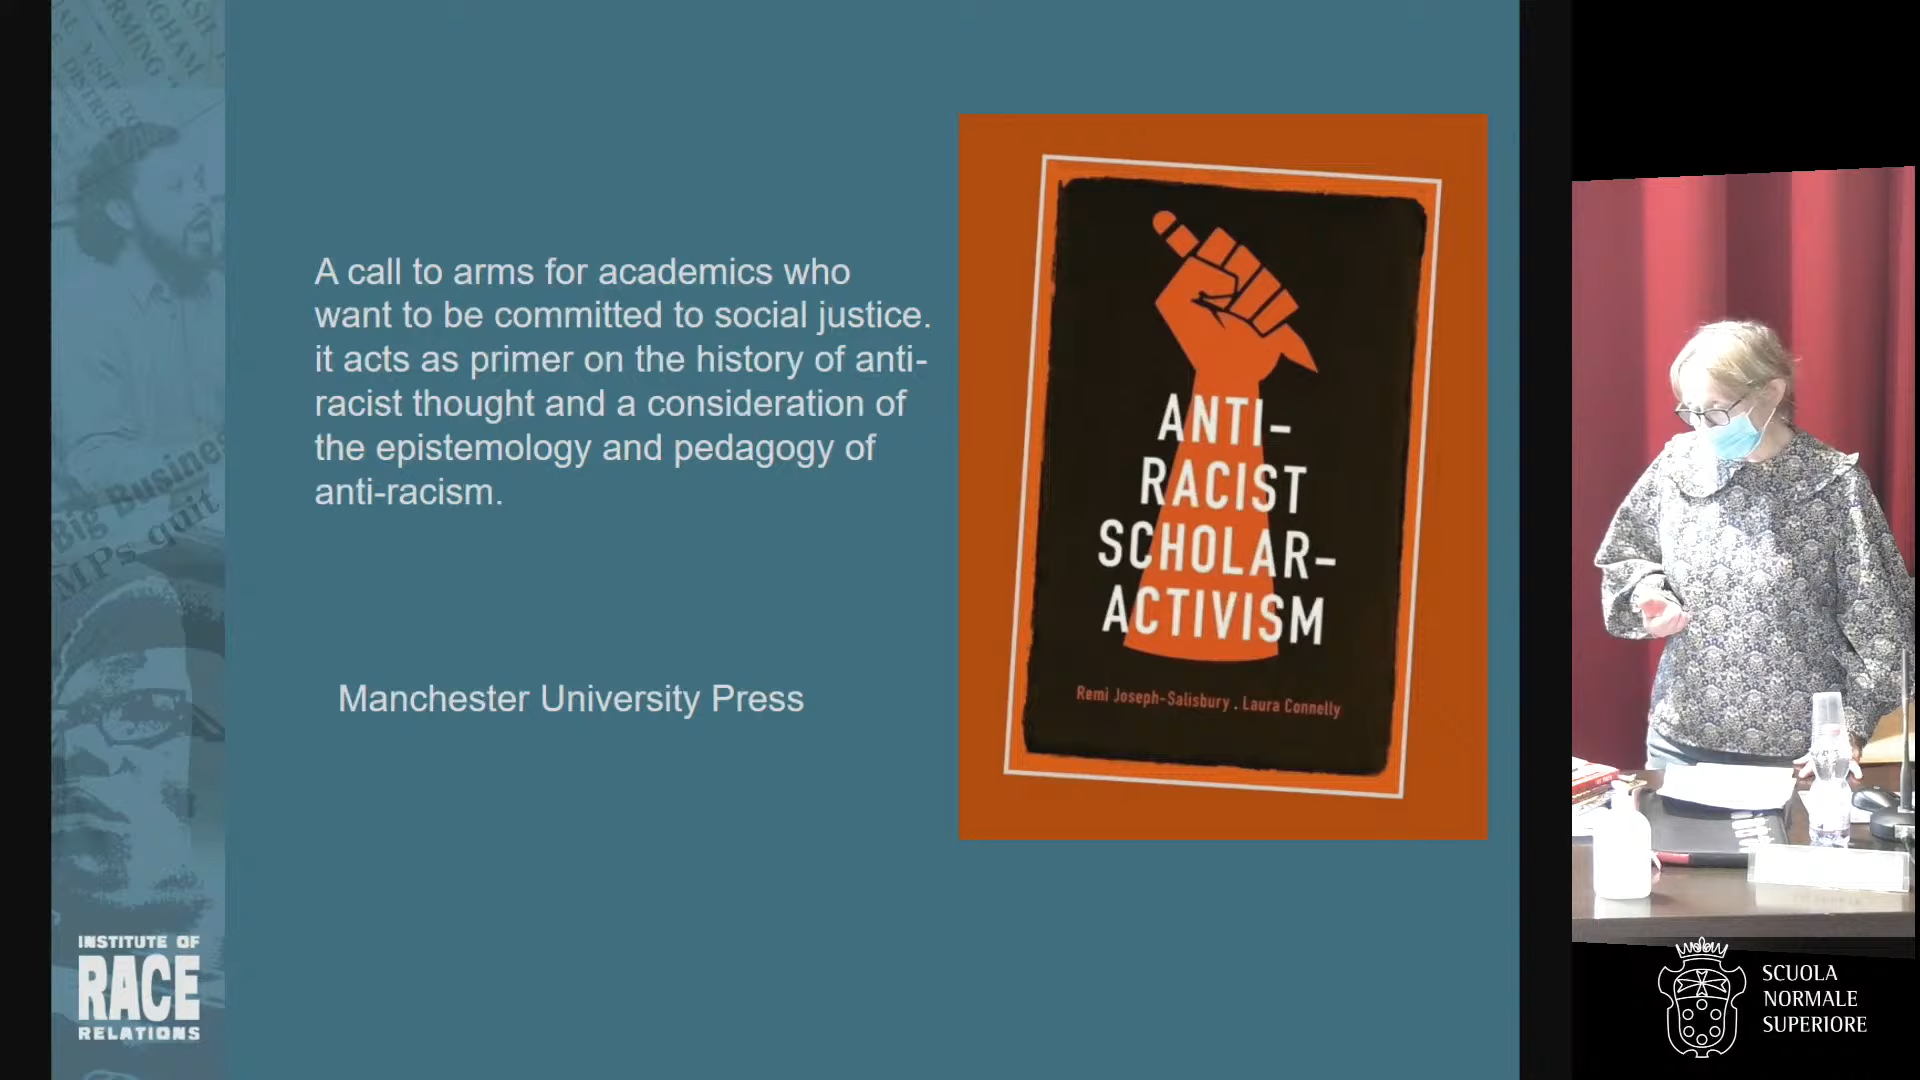 A call to arms for academics who
want to be committed to social justice.
it acts as primer on the history of anti-
racist thought and a consideration of
the epistemology and pedagogy of
anti-racism.
Manchester University Press
ANTI-
RACIST
SCHOLAR-
ACTIVISM
Remi Joseph-Salisbury . Laura Connelly
Big Business
MPs quit
VISIT TO
DISTRIC
INSTITUTE OF
RACE
RELATIONS
SCUOLA
NORMALE
SUPERIORE